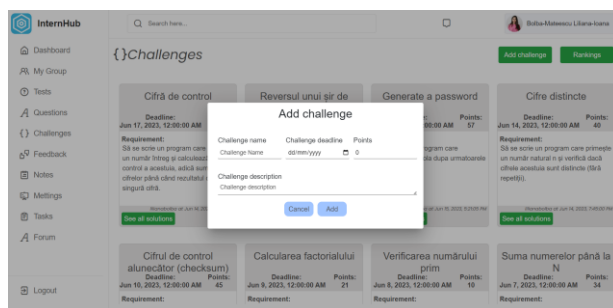 InternHub
Search here...
Bolba-Mateescu Liliana-Ioana
Dashboard
My Group
Tests
Questions
{} Challenges
Feedback
Notes
Mettings
Tasks
Forum
Logout
{}Challenges
Add challenge
Rankings
Cifră de control
Deadline:
Jun 17, 2023, 12:00:00 AM
Points:
Requirement:
Să se scrie un program care
un număr întreg și calculează
control a acestuia, adică
cifrelor până când rezultatul
singură cifră.
See all solutions
Reversul unui șir de
Generate a password
Points:
57
program care
după urmatoarele
Cifre distincte
Deadline:
Points:
Jun 14, 2023, 12:00:00 AM
40
Requirement:
Să se scrie un program care primește
un număr natural n și verifică dacă
cifrele acestuia sunt distincte (fără
repetiții).
See all solutions
Add challenge
Challenge name
Challenge Name
Challenge deadline
dd/mm/yyyy
Points
0
Challenge description
Challenge description
Cancel
Add
Cifrul de control
alunecător (checksum)
Deadline:
Points:
Jun 10, 2023, 12:00:00 AM
45
Requirement:
Calcularea factorialului
Deadline:
Points:
Jun 9, 2023, 12:00:00 AM
21
Requirement:
Verificarea numărului
prim
Deadline:
Points:
Jun 8, 2023, 12:00:00 AM
10
Requirement:
Suma numerelor până la
N
Deadline:
Points:
Jun 7, 2023, 12:00:00 AM
34
Requirement: